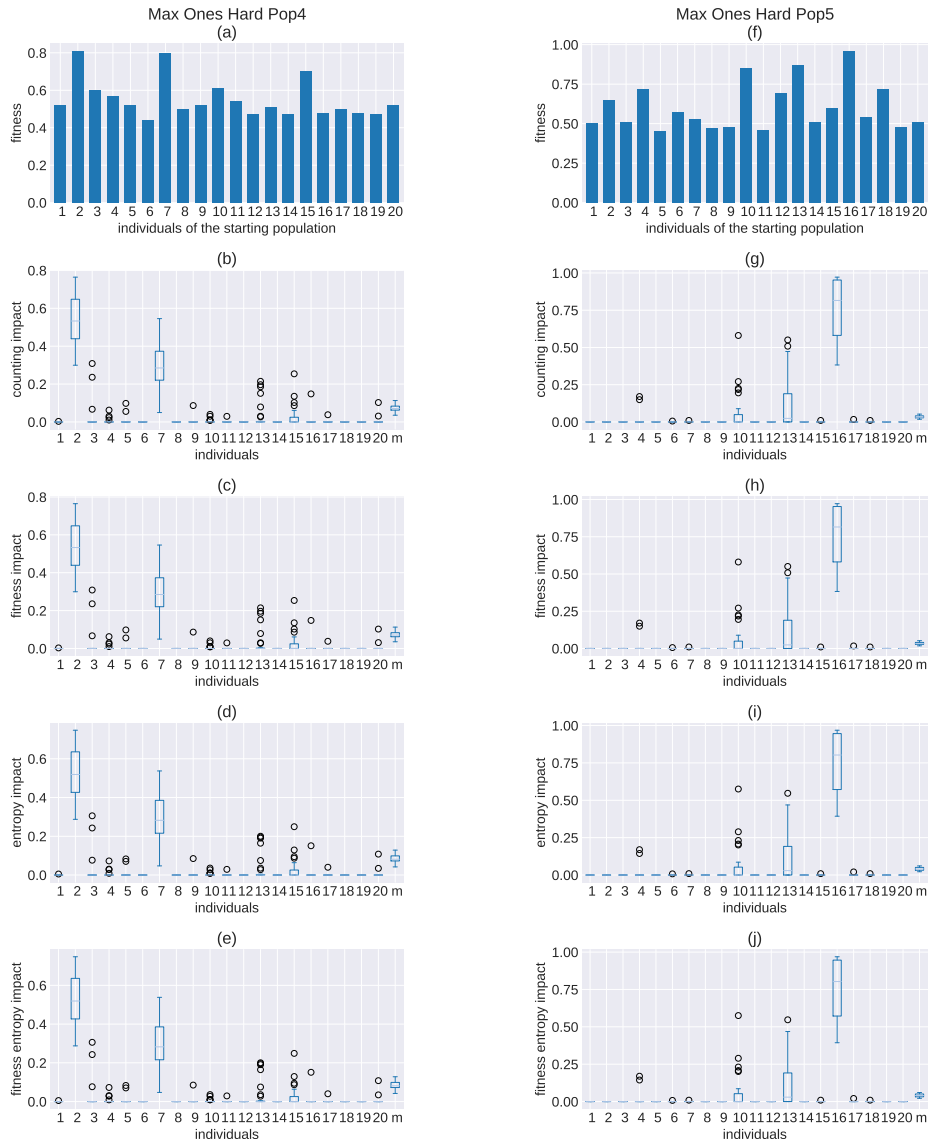 Max Ones Hard Pop4
(a)
0.8
0.6
0.4
0.2
0.0
fitness
1 2 3 4 5 6 7 8 9 10 11 12 13 14 15 16 17 18 19 20
individuals of the starting population
(b)
0.8
0.6
0.4
0.2
0.0
counting impact
1 2 3 4 5 6 7 8 9 10 11 12 13 14 15 16 17 18 19 20 m
individuals
(c)
0.8
0.6
0.4
0.2
0.0
fitness impact
1 2 3 4 5 6 7 8 9 10 11 12 13 14 15 16 17 18 19 20 m
individuals
(d)
0.6
0.4
0.2
0.0
entropy impact
1 2 3 4 5 6 7 8 9 10 11 12 13 14 15 16 17 18 19 20 m
individuals
(e)
0.6
0.4
0.2
0.0
fitness entropy impact
1 2 3 4 5 6 7 8 9 10 11 12 13 14 15 16 17 18 19 20 m
individuals
Max Ones Hard Pop5
(f)
1.00
0.75
0.50
0.25
0.00
fitness
1 2 3 4 5 6 7 8 9 10 11 12 13 14 15 16 17 18 19 20
individuals of the starting population
(g)
1.00
0.75
0.50
0.25
0.00
counting impact
1 2 3 4 5 6 7 8 9 10 11 12 13 14 15 16 17 18 19 20 m
individuals
(h)
1.00
0.75
0.50
0.25
0.00
fitness impact
1 2 3 4 5 6 7 8 9 10 11 12 13 14 15 16 17 18 19 20 m
individuals
(i)
1.00
0.75
0.50
0.25
0.00
entropy impact
1 2 3 4 5 6 7 8 9 10 11 12 13 14 15 16 17 18 19 20 m
individuals
(j)
1.00
0.75
0.50
0.25
0.00
fitness entropy impact
1 2 3 4 5 6 7 8 9 10 11 12 13 14 15 16 17 18 19 20 m
individuals